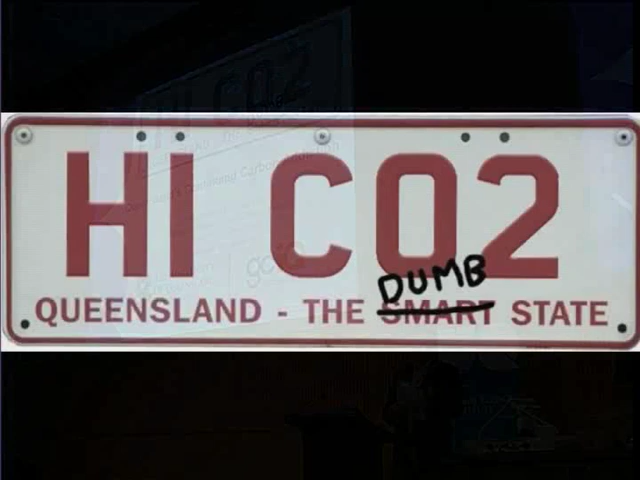 HI CO2
DUMB
QUEENSLAND - THE SMART STATE